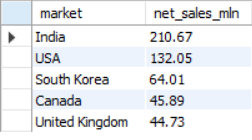 market net_sales_mln
India 210.67
USA 132.05
South Korea 64.01
Canada 45.89
United Kingdom 44.73